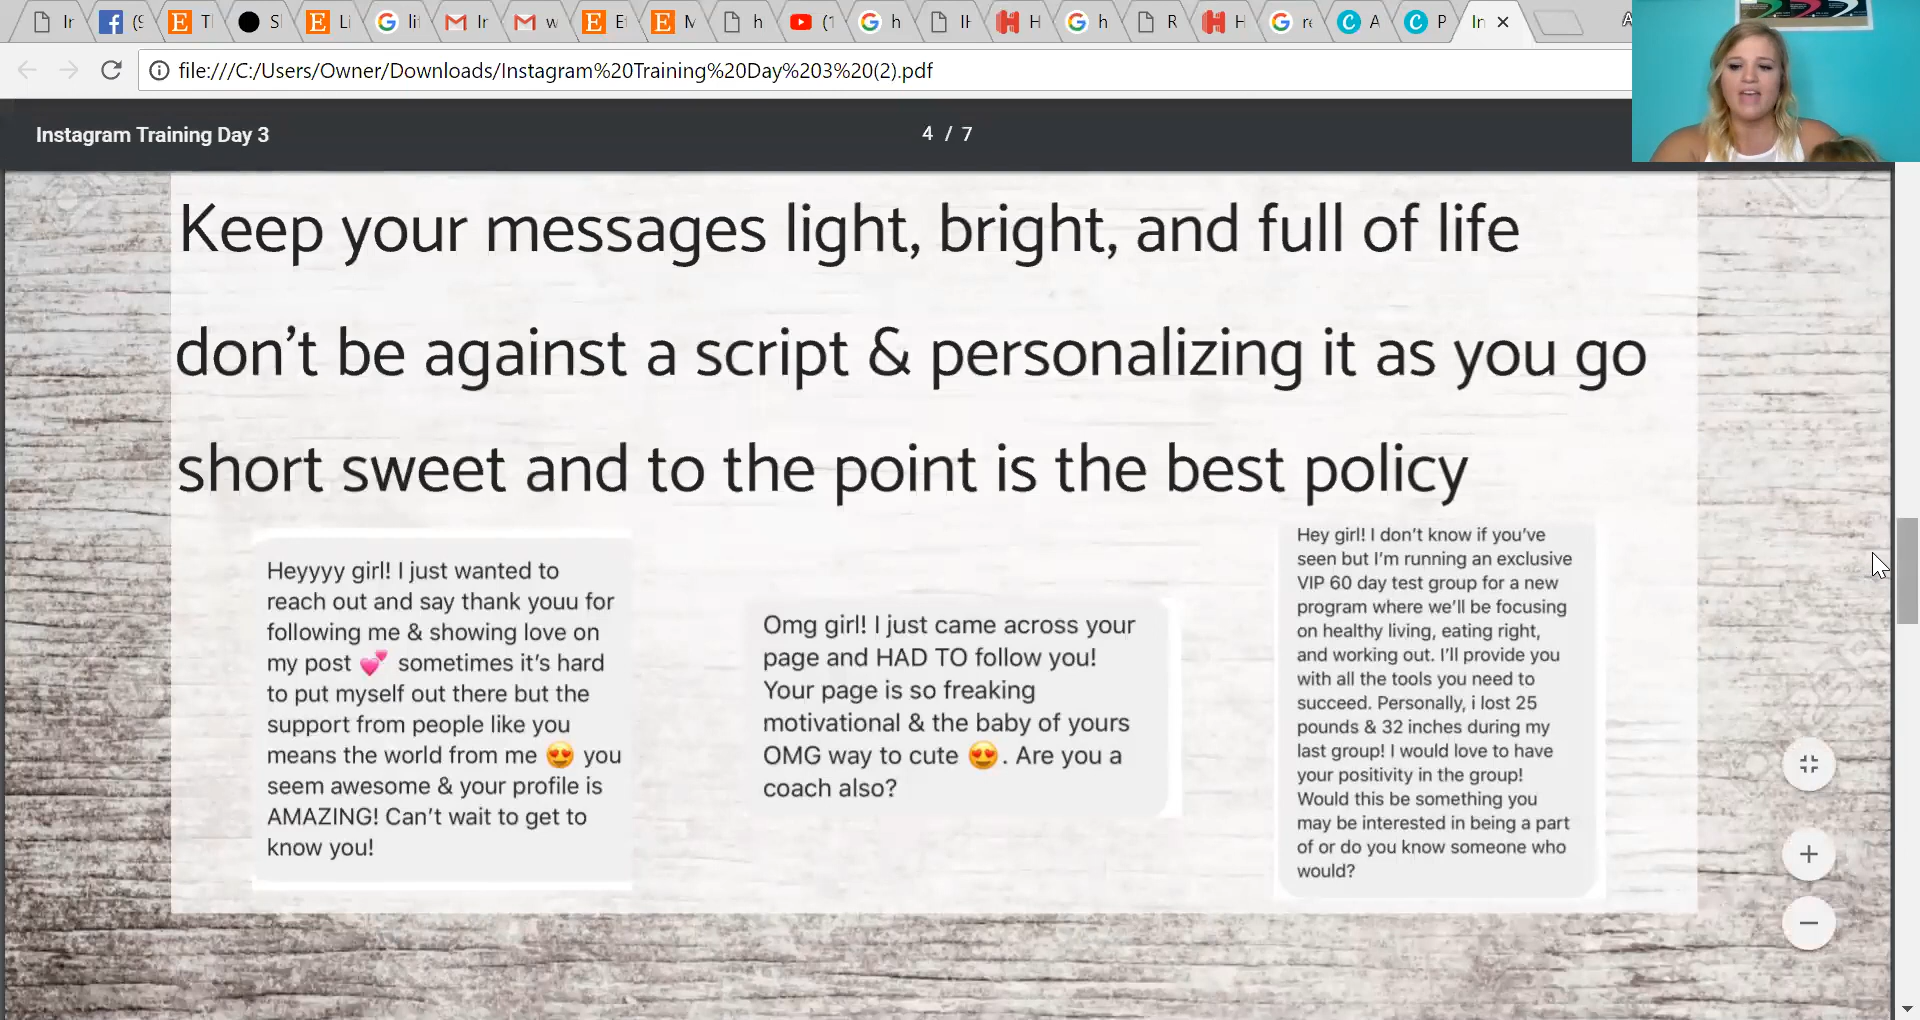 Ir
(9
T
Sl
Li
lit
Ir
w
E
M
h
(1
h
IH
H
h
R
H
re
A
P
In
file:///C:/Users/Owner/Downloads/Instagram%20Training%20Day%203%20(2).pdf
Instagram Training Day 3
4 / 7
Keep your messages light, bright, and full of life
don't be against a script & personalizing it as you go
short sweet and to the point is the best policy
Heyyyy girl! I just wanted to
reach out and say thank youu for
following me & showing love on
my post 💕 sometimes it's hard
to put myself out there but the
support from people like you
means the world from me 😍 you
seem awesome & your profile is
AMAZING! Can't wait to get to
know you!
Omg girl! I just came across your
page and HAD TO follow you!
Your page is so freaking
motivational & the baby of yours
OMG way to cute 😍. Are you a
coach also?
Hey girl! I don't know if you've
seen but I'm running an exclusive
VIP 60 day test group for a new
program where we'll be focusing
on healthy living, eating right,
and working out. I'll provide you
with all the tools you need to
succeed. Personally, i lost 25
pounds & 32 inches during my
last group! I would love to have
your positivity in the group!
Would this be something you
may be interested in being a part
of or do you know someone who
would?